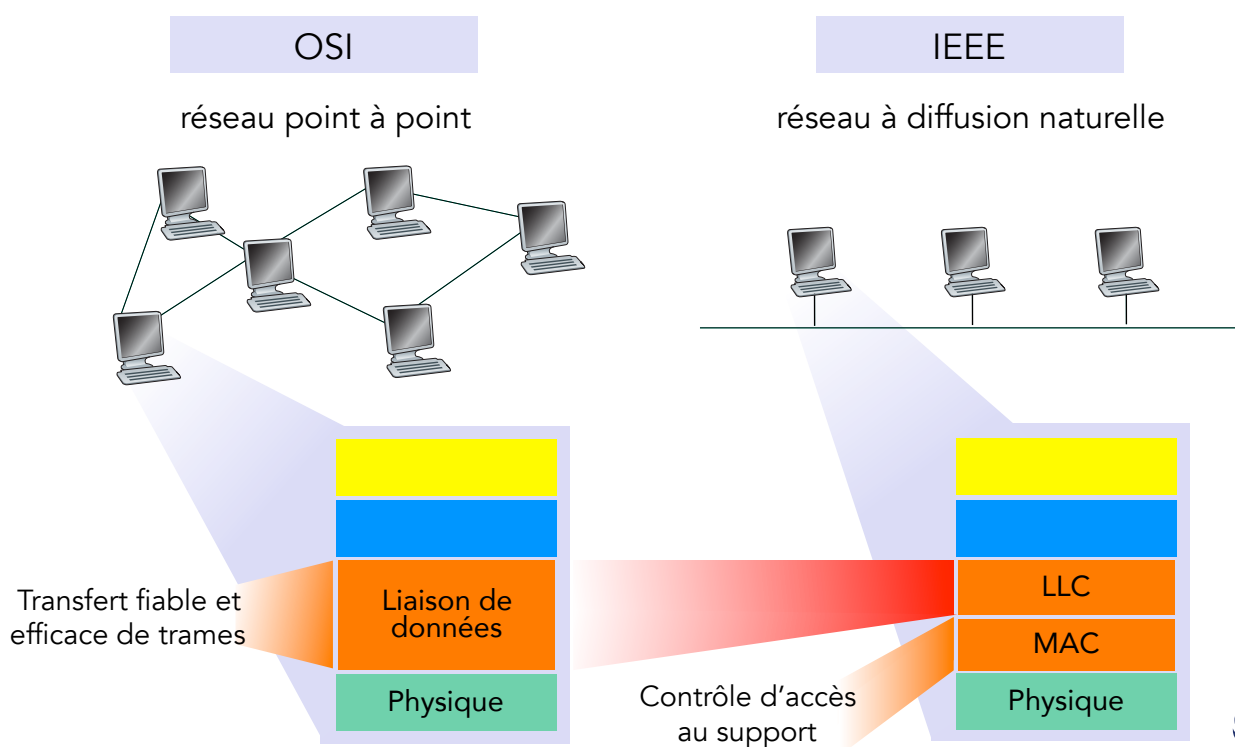 OSI
IEEE
réseau point à point
réseau à diffusion naturelle
Transfert fiable et
efficace de trames
Liaison de
données
Physique
LLC
MAC
Contrôle d’accès
au support
Physique